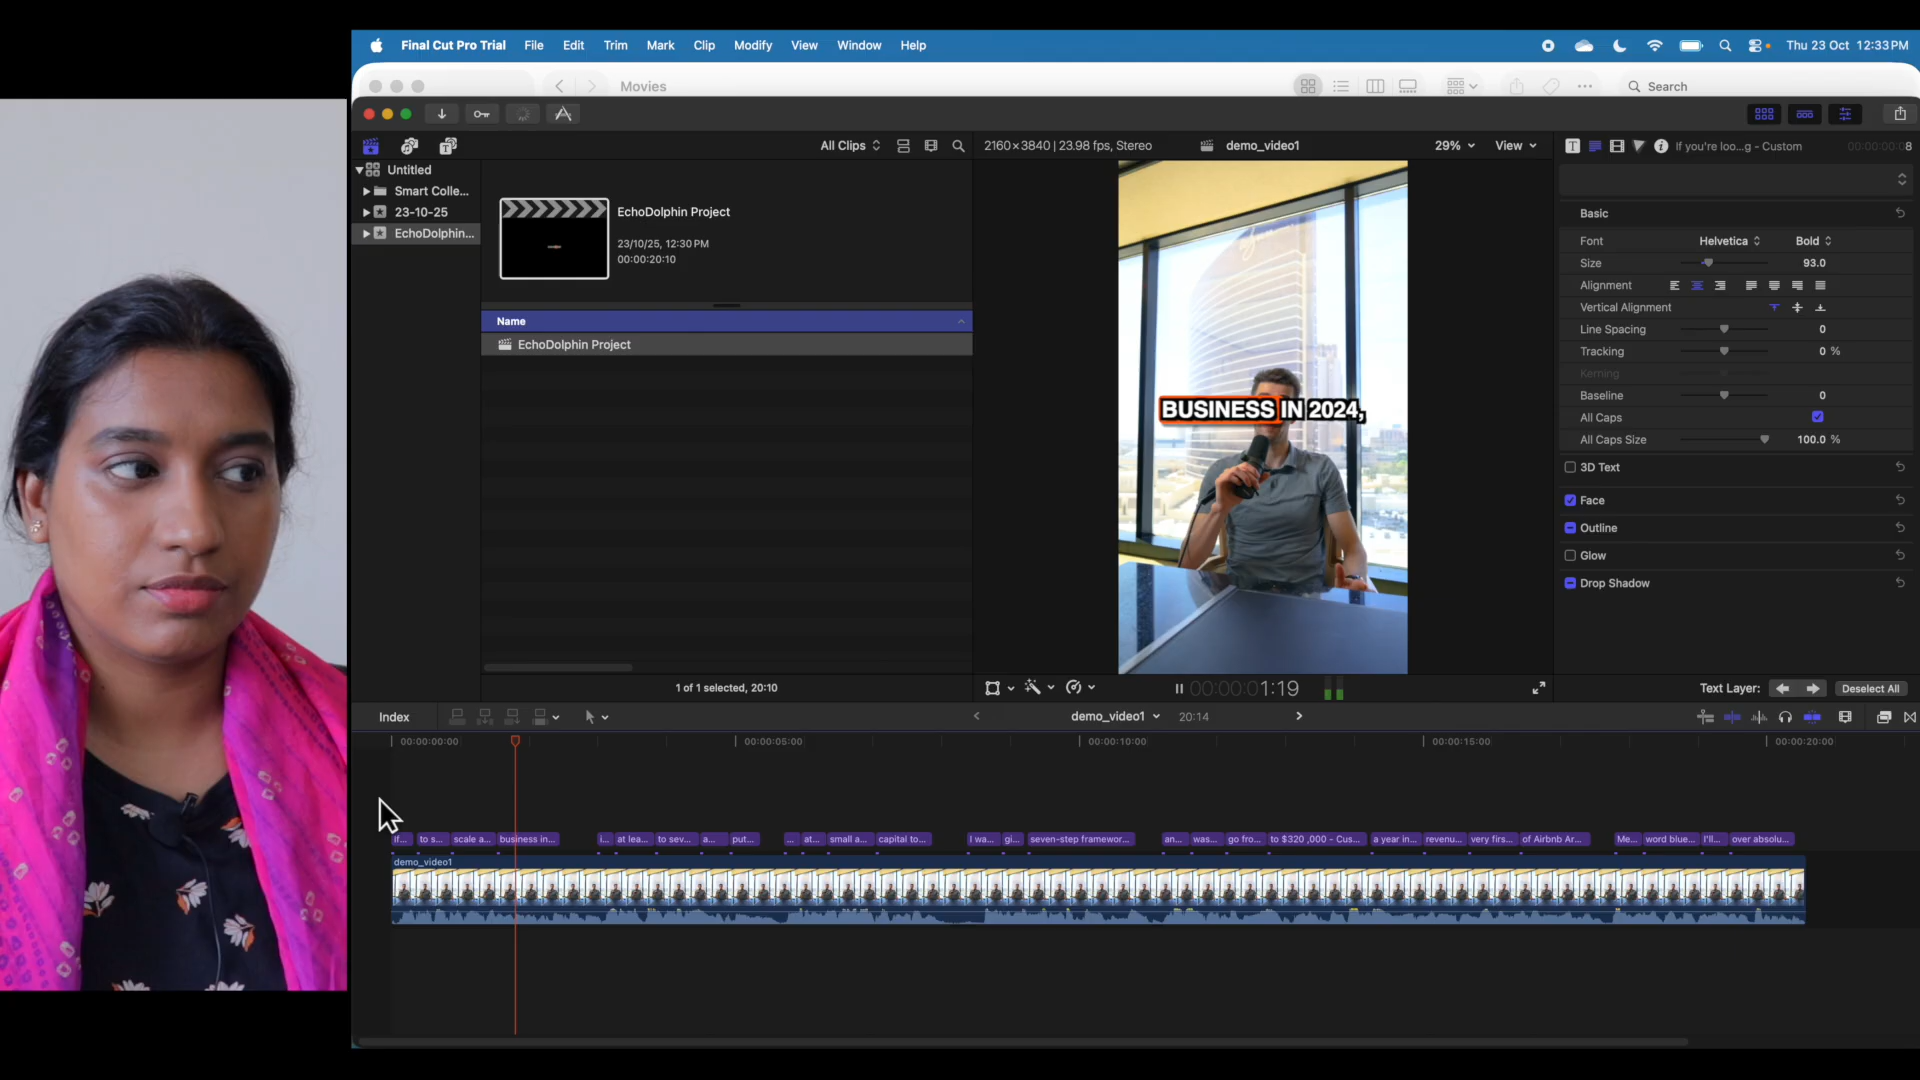 Final Cut Pro Trial File Edit Trim Mark Clip Modify View Window Help Thu 23 Oct 12:33 PM
Movies Search
All Clips 2160×3840 | 23.98 fps, Stereo demo_video1 29% View If you're loo...g - Custom
Untitled
Smart Colle...
23-10-25
EchoDolphin...
EchoDolphin Project
23/10/25, 12:30 PM
00:00:20:10
Name
EchoDolphin Project
1 of 1 selected, 20:10
BUSINESS IN 2024,
00:00:01:19
Basic
Font Helvetica Bold
Size 93.0
Alignment
Vertical Alignment
Line Spacing 0
Tracking 0 %
Kerning
Baseline 0
All Caps
All Caps Size 100.0 %
3D Text
Face
Outline
Glow
Drop Shadow
Text Layer: Deselect All
Index demo_video1 20:14
00:00:00:00 00:00:05:00 00:00:10:00 00:00:15:00 00:00:20:00
if... to s... scale a... business in... i... at lea... to sev... a... put... ... at... small a... capital to... I wa... gi... seven-step framewor... an... was... go fro... to $320 ,000 - Cus... a year in... revenu... very firs... of Airbnb Ar... Me... word blue... I'll... over absolu...
demo_video1